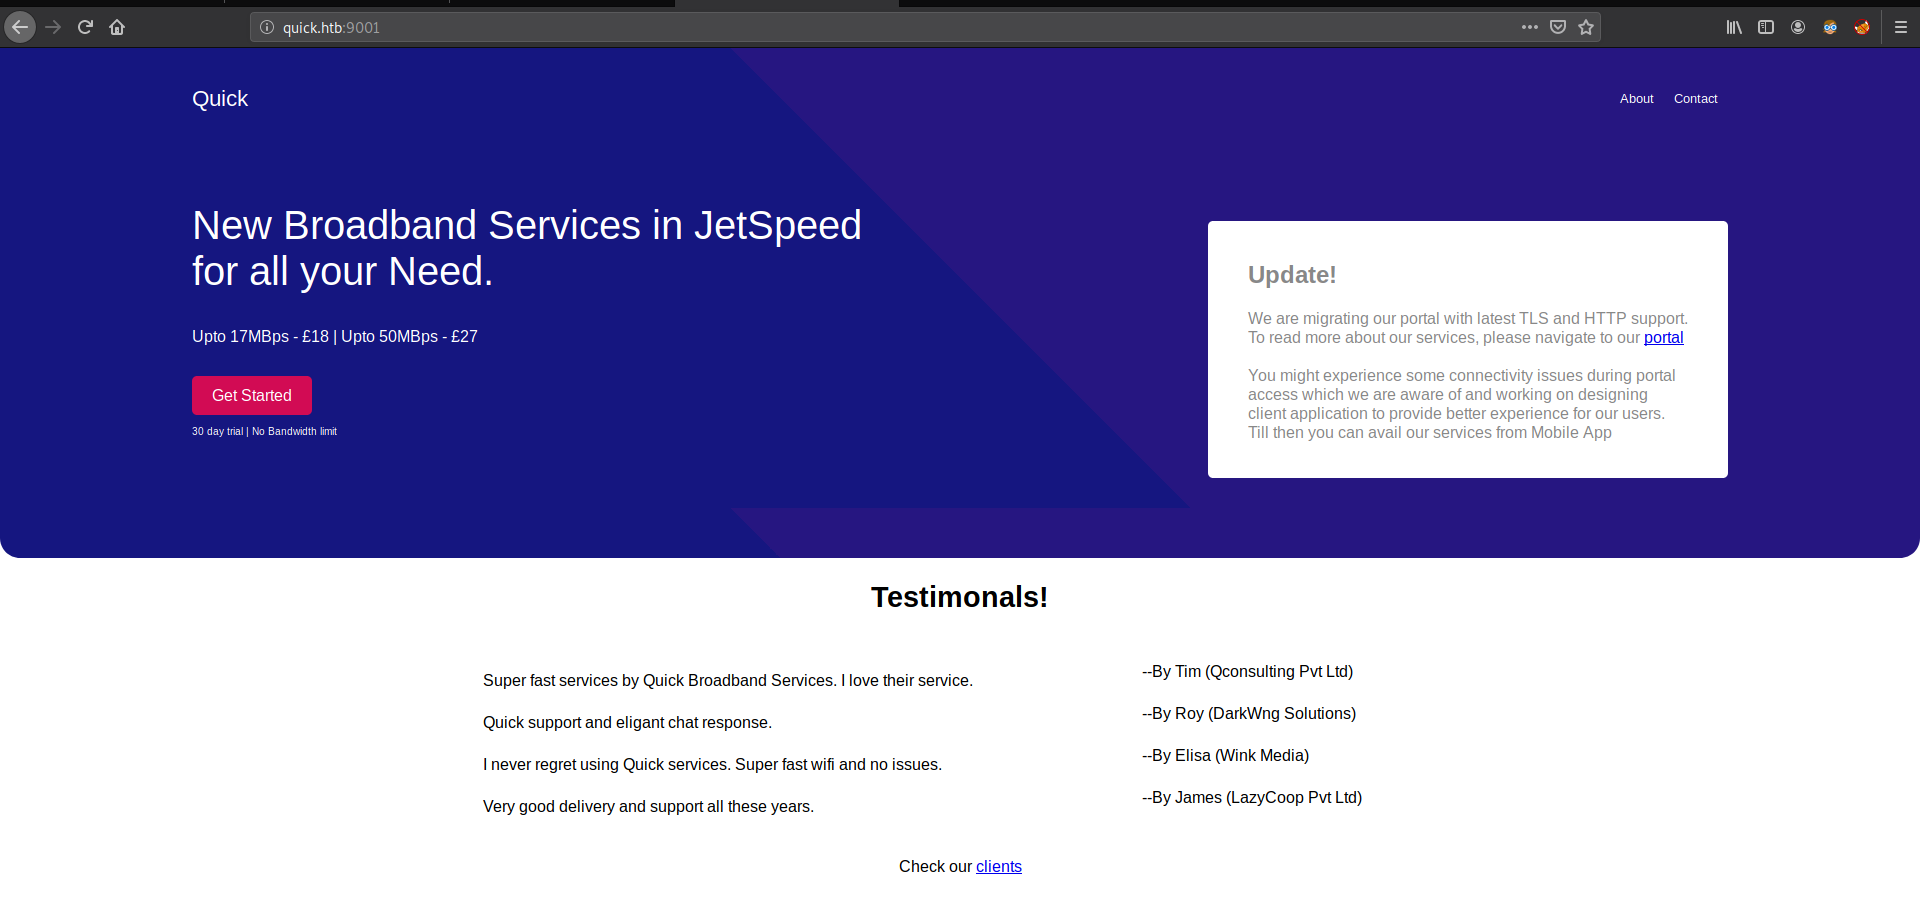 quick.htb:9001
Quick
About
Contact
New Broadband Services in JetSpeed
for all your Need.
Upto 17MBps - £18 | Upto 50MBps - £27
Get Started
30 day trial | No Bandwidth limit
Update!
We are migrating our portal with latest TLS and HTTP support.
To read more about our services, please navigate to our portal
You might experience some connectivity issues during portal
access which we are aware of and working on designing
client application to provide better experience for our users.
Till then you can avail our services from Mobile App
Testimonals!
Super fast services by Quick Broadband Services. I love their service.
--By Tim (Qconsulting Pvt Ltd)
Quick support and eligant chat response.
--By Roy (DarkWng Solutions)
I never regret using Quick services. Super fast wifi and no issues.
--By Elisa (Wink Media)
Very good delivery and support all these years.
--By James (LazyCoop Pvt Ltd)
Check our clients